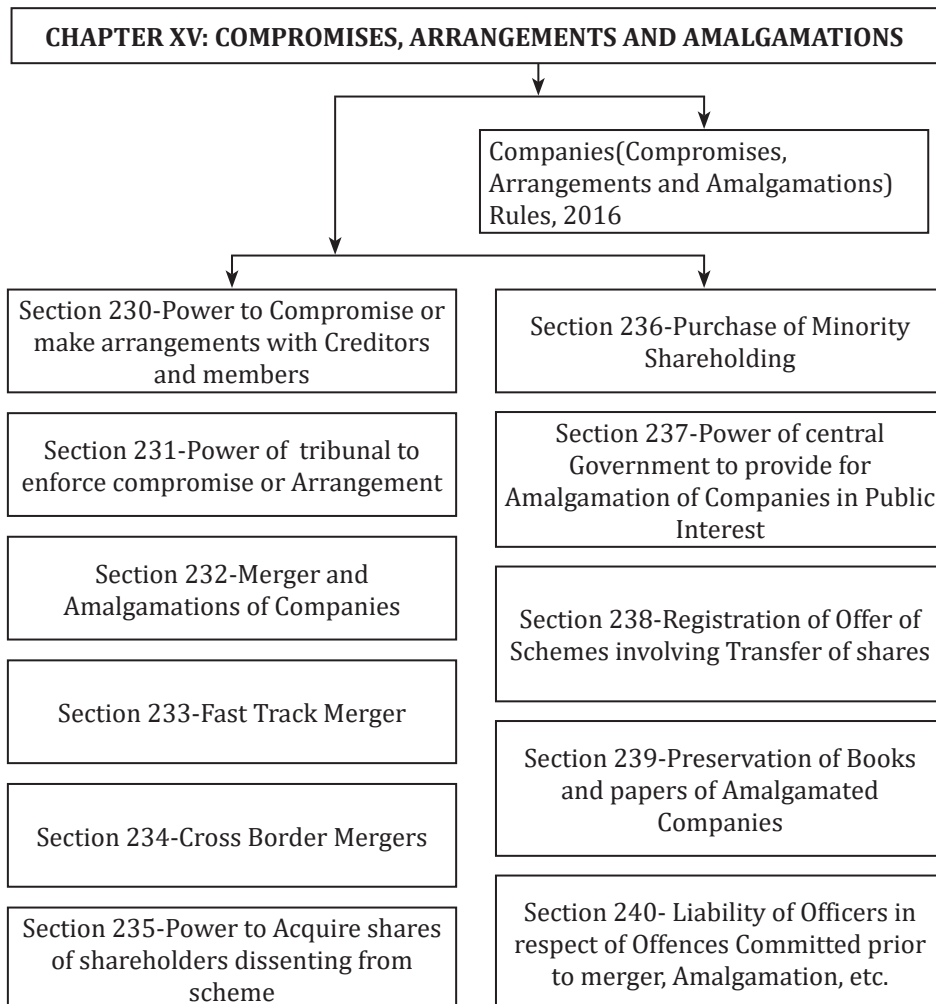 CHAPTER XV: COMPROMISES, ARRANGEMENTS AND AMALGAMATIONS
Companies(Compromises,
Arrangements and Amalgamations)
Rules, 2016
Section 230-Power to Compromise or
make arrangements with Creditors
and members
Section 231-Power of tribunal to
enforce compromise or Arrangement
Section 232-Merger and
Amalgamations of Companies
Section 233-Fast Track Merger
Section 234-Cross Border Mergers
Section 235-Power to Acquire shares
of shareholders dissenting from
scheme
Section 236-Purchase of Minority
Shareholding
Section 237-Power of central
Government to provide for
Amalgamation of Companies in Public
Interest
Section 238-Registration of Offer of
Schemes involving Transfer of shares
Section 239-Preservation of Books
and papers of Amalgamated
Companies
Section 240- Liability of Officers in
respect of Offences Committed prior
to merger, Amalgamation, etc.